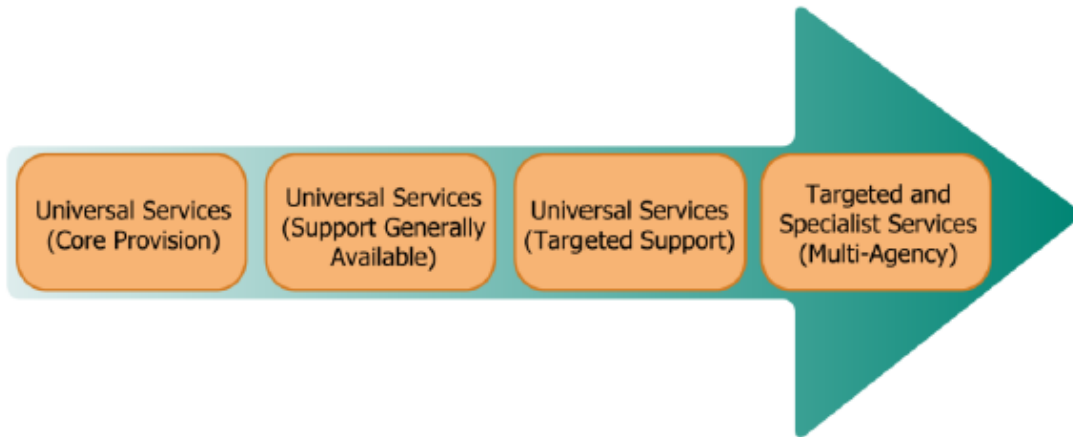 Universal Services
(Core Provision)
Universal Services
(Support Generally
Available)
Universal Services
(Targeted Support)
Targeted and
Specialist Services
(Multi-Agency)